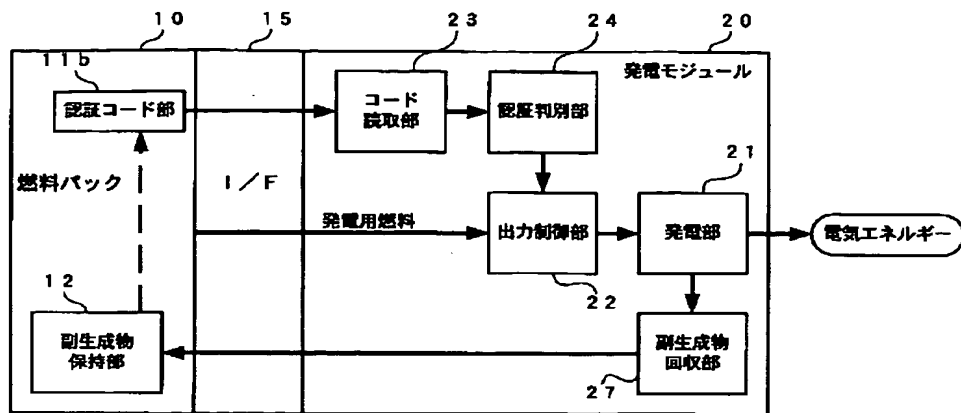 10
15
23
24
20
11b
発電モジュール
認証コード部
コード
読取部
認証判別部
21
燃料パック
I/F
発電用燃料
出力制御部
発電部
電気エネルギー
12
22
副生成物
保持部
副生成物
回収部
27